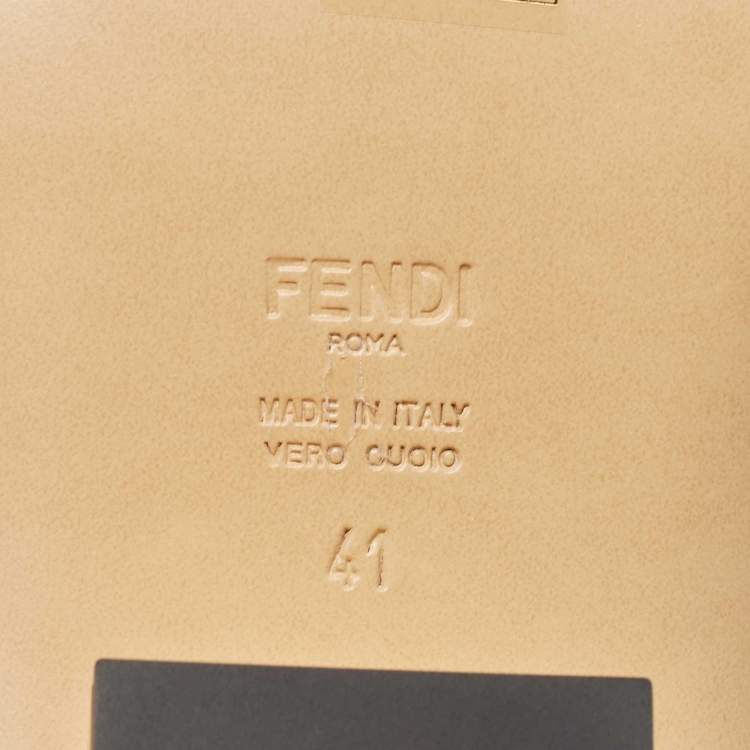 FENDI
ROMA
MADE IN ITALY
VERO CUOIO
41